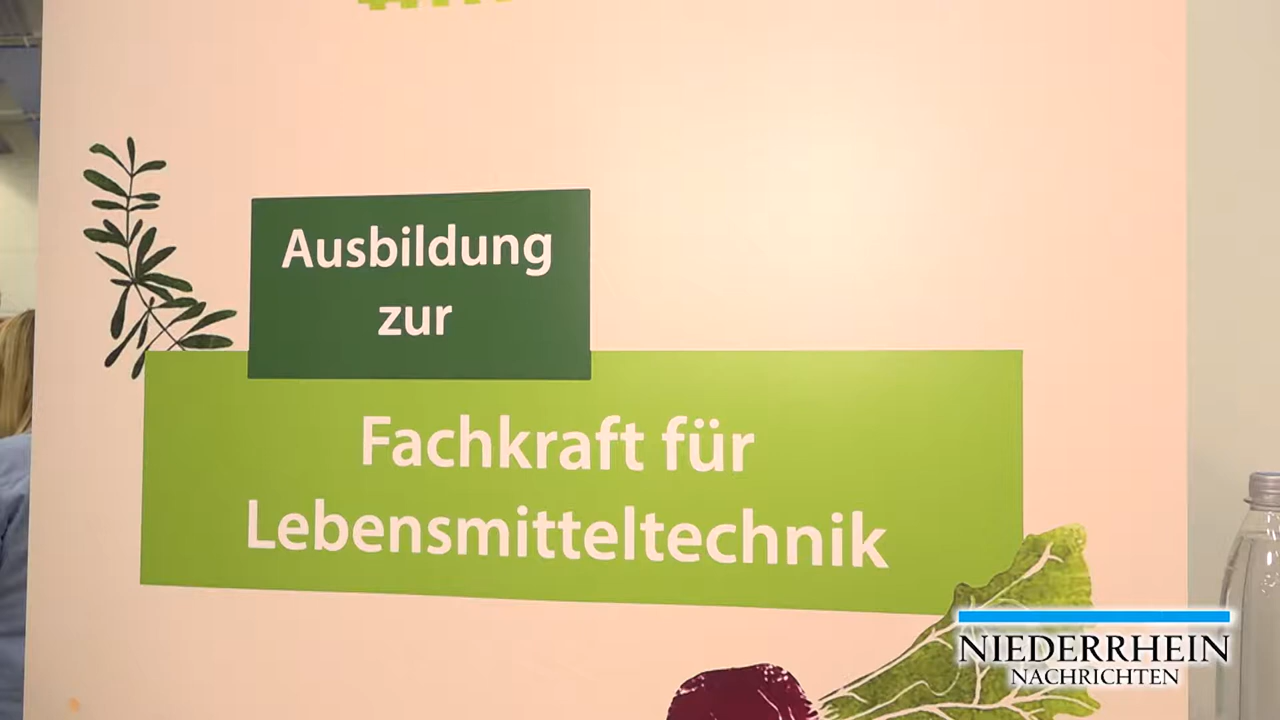 Ausbildung
zur
Fachkraft für
Lebensmitteltechnik
NIEDERRHEIN
NACHRICHTEN